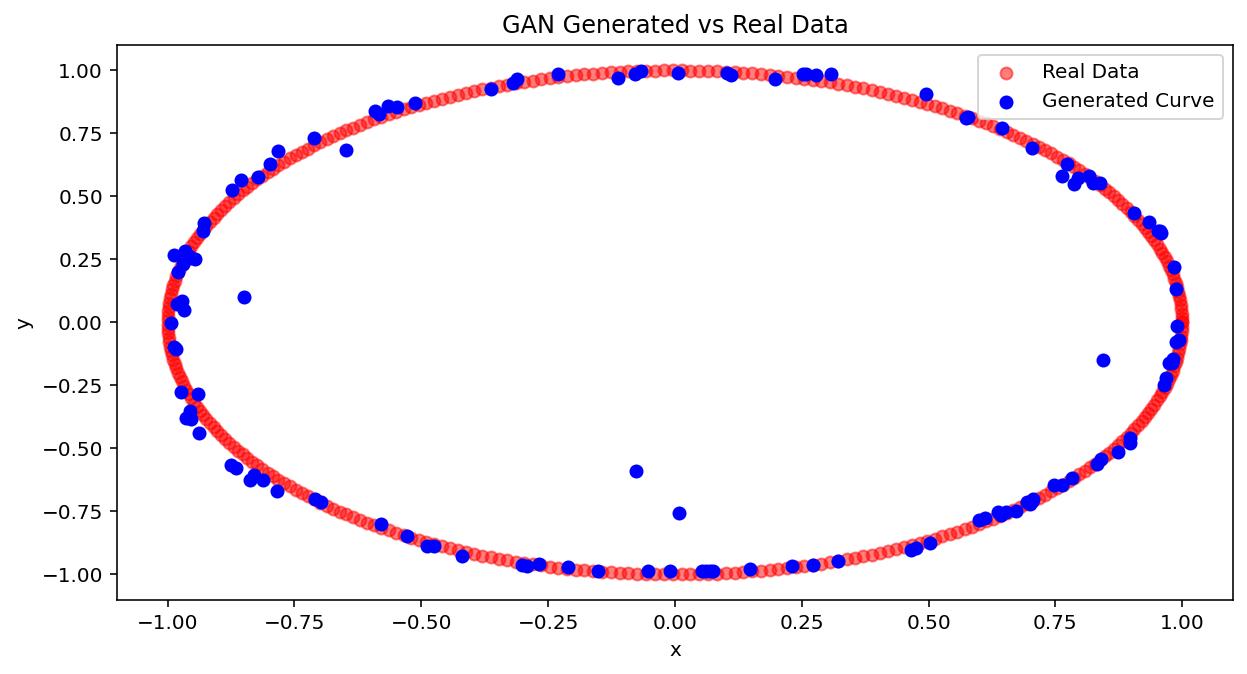 GAN Generated vs Real Data
Real Data
Generated Curve
1.00
0.75
0.50
0.25
0.00
−0.25
−0.50
−0.75
−1.00
y
−1.00 −0.75 −0.50 −0.25 0.00 0.25 0.50 0.75 1.00
x